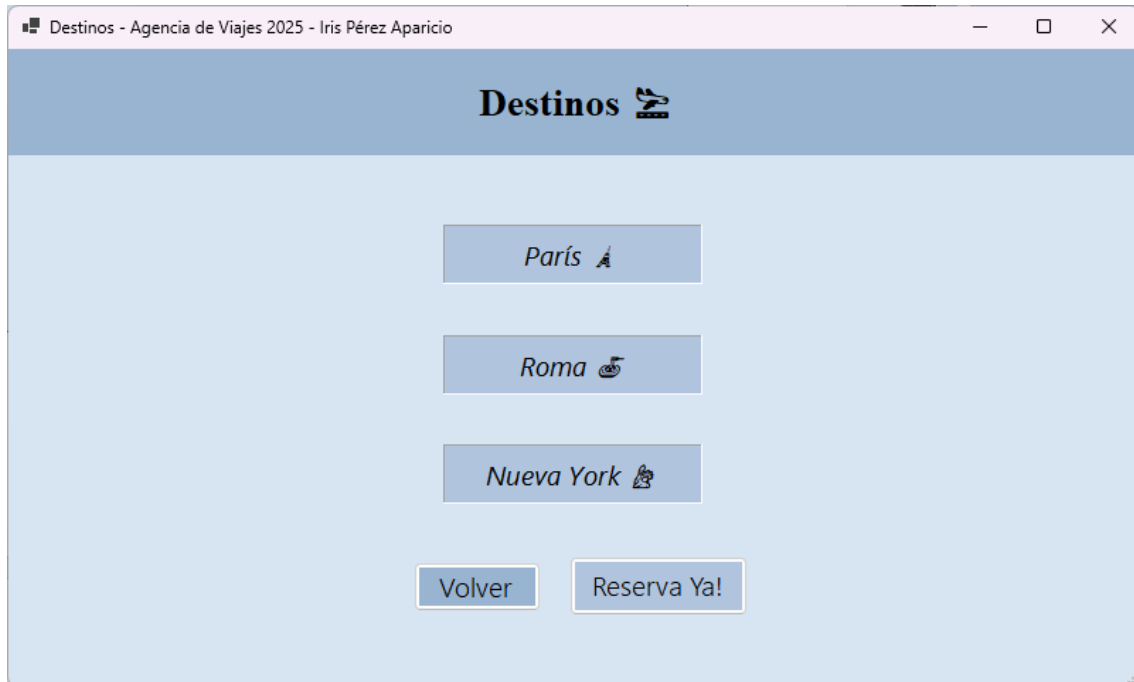 Destinos - Agencia de Viajes 2025 - Iris Pérez Aparicio
Destinos 🛬
París 🗼
Roma 🍝
Nueva York 🗽
Volver
Reserva Ya!